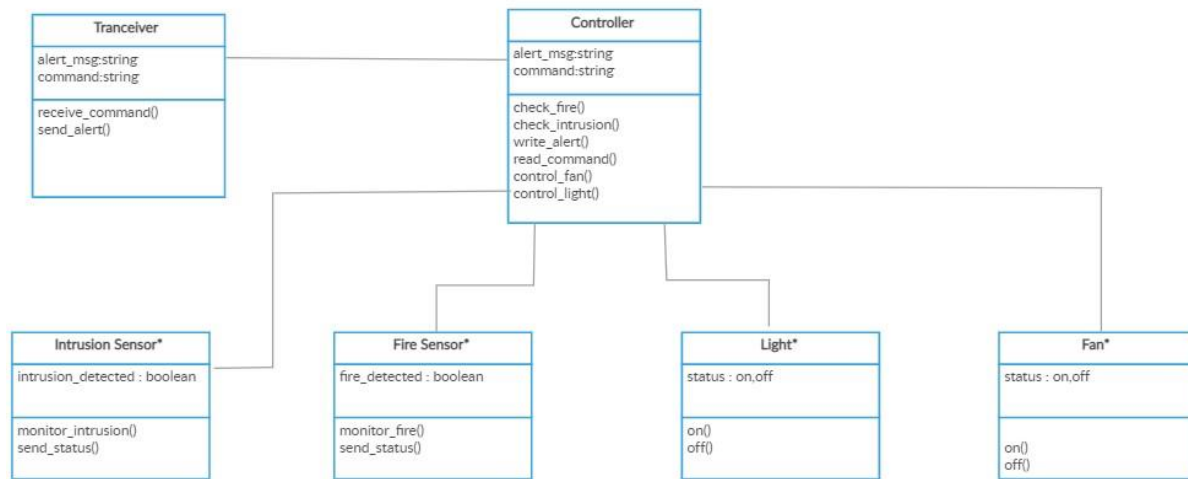 Tranceiver
alert_msg:string
command:string
receive_command()
send_alert()
Controller
alert_msg:string
command:string
check_fire()
check_intrusion()
write_alert()
read_command()
control_fan()
control_light()
Intrusion Sensor*
intrusion_detected : boolean
monitor_intrusion()
send_status()
Fire Sensor*
fire_detected : boolean
monitor_fire()
send_status()
Light*
status : on,off
on()
off()
Fan*
status : on,off
on()
off()